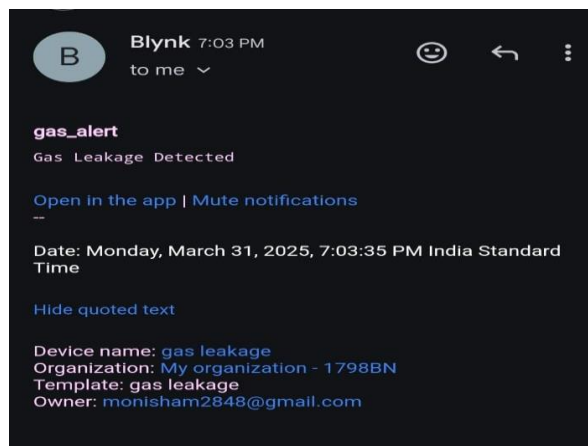 B
Blynk 7:03 PM
to me
gas_alert
Gas Leakage Detected
Open in the app | Mute notifications
--
Date: Monday, March 31, 2025, 7:03:35 PM India Standard
Time
Hide quoted text
Device name: gas leakage
Organization: My organization - 1798BN
Template: gas leakage
Owner: monisham2848@gmail.com